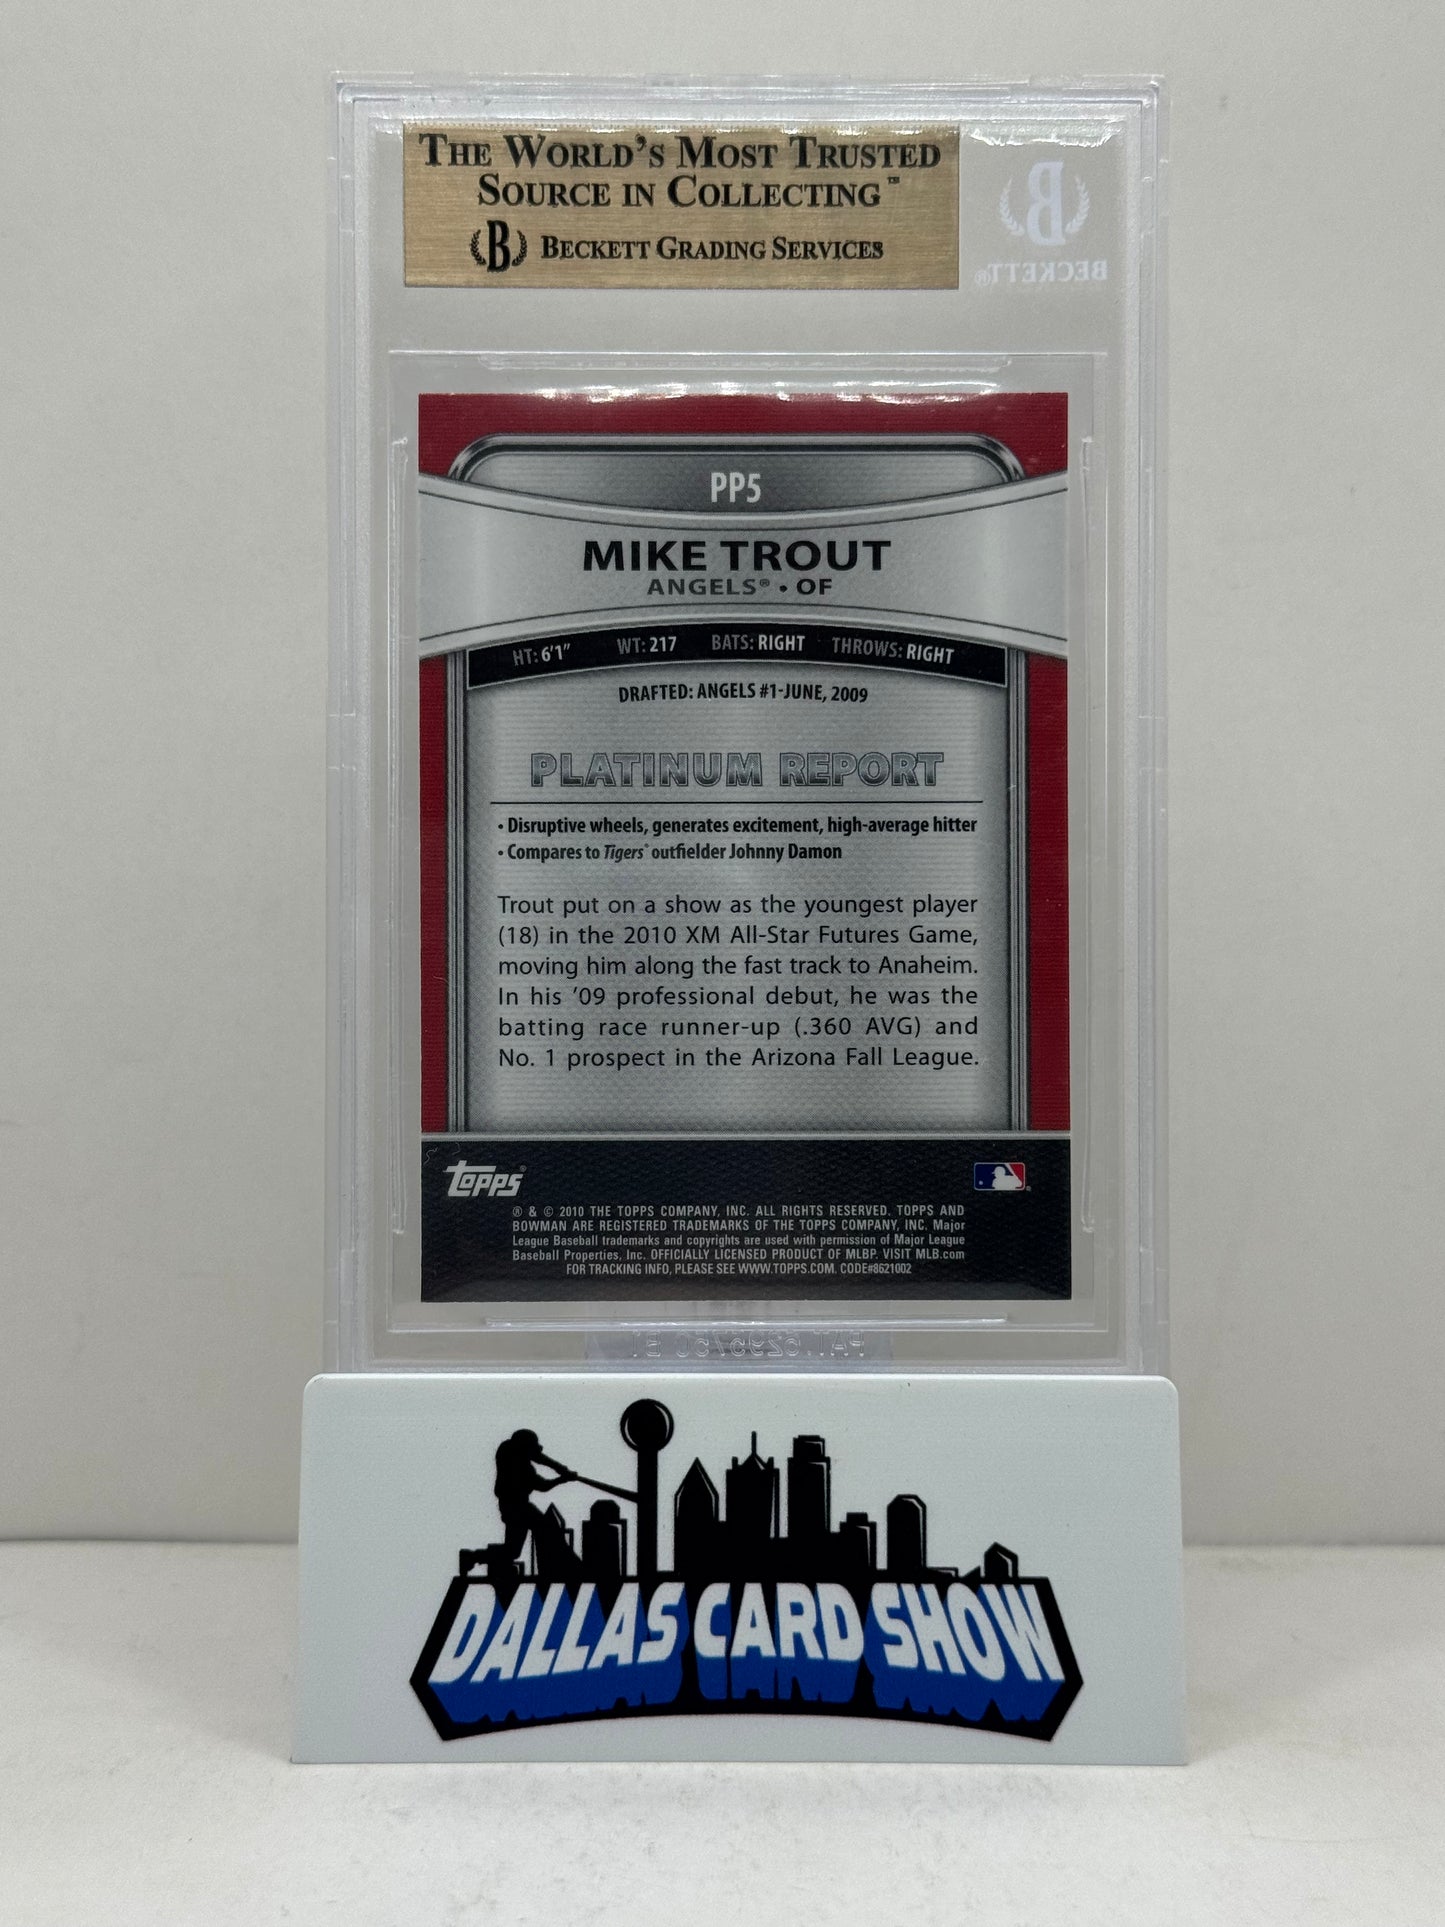 THE WORLD'S MOST TRUSTED
SOURCE IN COLLECTING™
B BECKETT GRADING SERVICES
B
BECKETT®
PP5
MIKE TROUT
ANGELS® • OF
HT: 6'1" WT: 217 BATS: RIGHT THROWS: RIGHT
DRAFTED: ANGELS #1-JUNE, 2009
PLATINUM REPORT
• Disruptive wheels, generates excitement, high-average hitter
• Compares to Tigers® outfielder Johnny Damon
Trout put on a show as the youngest player
(18) in the 2010 XM All-Star Futures Game,
moving him along the fast track to Anaheim.
In his '09 professional debut, he was the
batting race runner-up (.360 AVG) and
No. 1 prospect in the Arizona Fall League.
Topps®
® & © 2010 THE TOPPS COMPANY, INC. ALL RIGHTS RESERVED. TOPPS AND
BOWMAN ARE REGISTERED TRADEMARKS OF THE TOPPS COMPANY, INC. Major
League Baseball trademarks and copyrights are used with permission of Major League
Baseball Properties, Inc. OFFICIALLY LICENSED PRODUCT OF MLBP. VISIT MLB.com
FOR TRACKING INFO, PLEASE SEE WWW.TOPPS.COM. CODE#8621002
PAT. 6295750 B1
DALLAS CARD SHOW